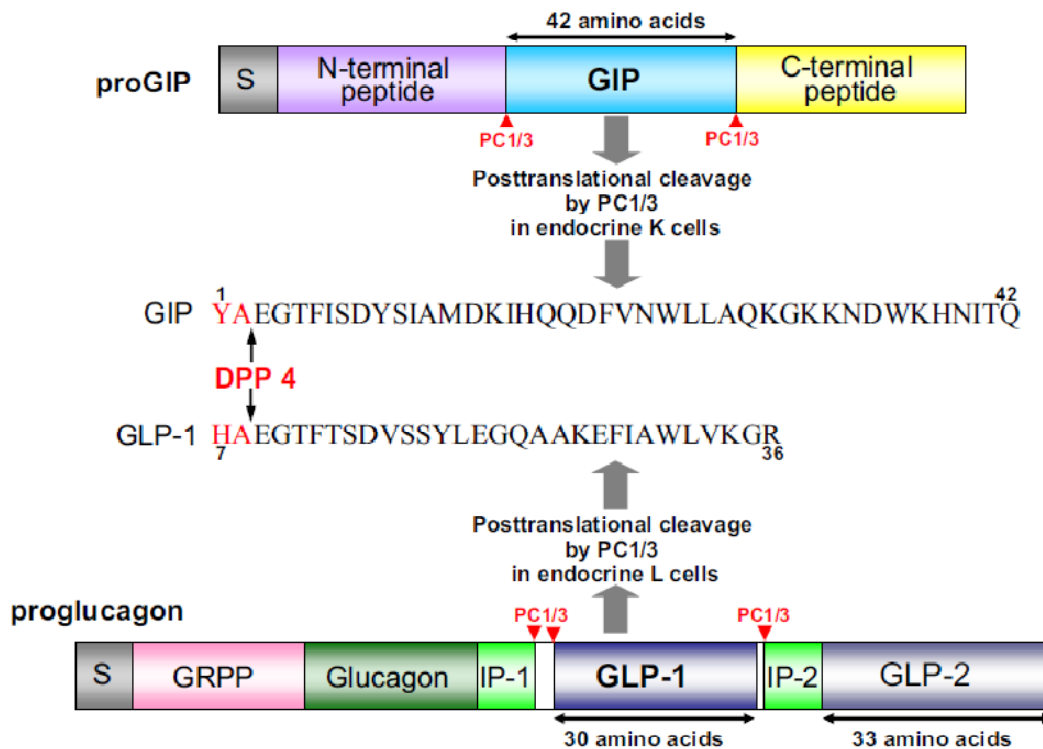 42 amino acids
proGIP
S
N-terminal
peptide
GIP
C-terminal
peptide
PC1/3
PC1/3
Posttranslational cleavage
by PC1/3
in endocrine K cells
1
42
GIP
YAEGTFISDYSIAMDKIHQQDFVNWLLAQKGKKNDWKHNITQ
DPP 4
GLP-1
HAEGTFTSDVSSYLEGQAAKEFIAWLVKGR
7
36
Posttranslational cleavage
by PC1/3
in endocrine L cells
proglucagon
PC1/3
PC1/3
S
GRPP
Glucagon
IP-1
GLP-1
IP-2
GLP-2
30 amino acids
33 amino acids